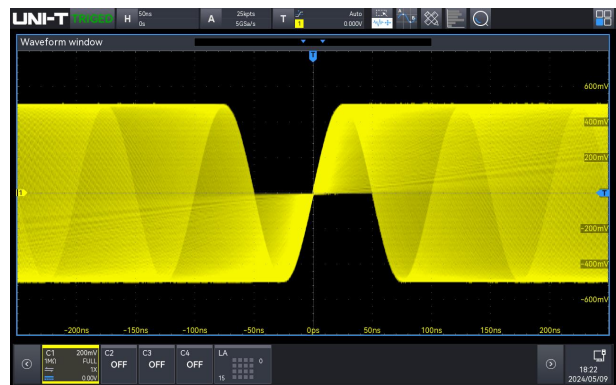 UNI-T TRIGED H 50ns 0s A 25kpts 5GSa/s T 1 Auto 0.000V
Waveform window
T
600mV
400mV
200mV
1 T
-200mV
-400mV
-600mV
-200ns -150ns -100ns -50ns 0ps 50ns 100ns 150ns 200ns
C1 200mV C2 C3 C4 LA
1MΩ FULL OFF OFF OFF 0
1X
0.00V 15
18:22
2024/05/09